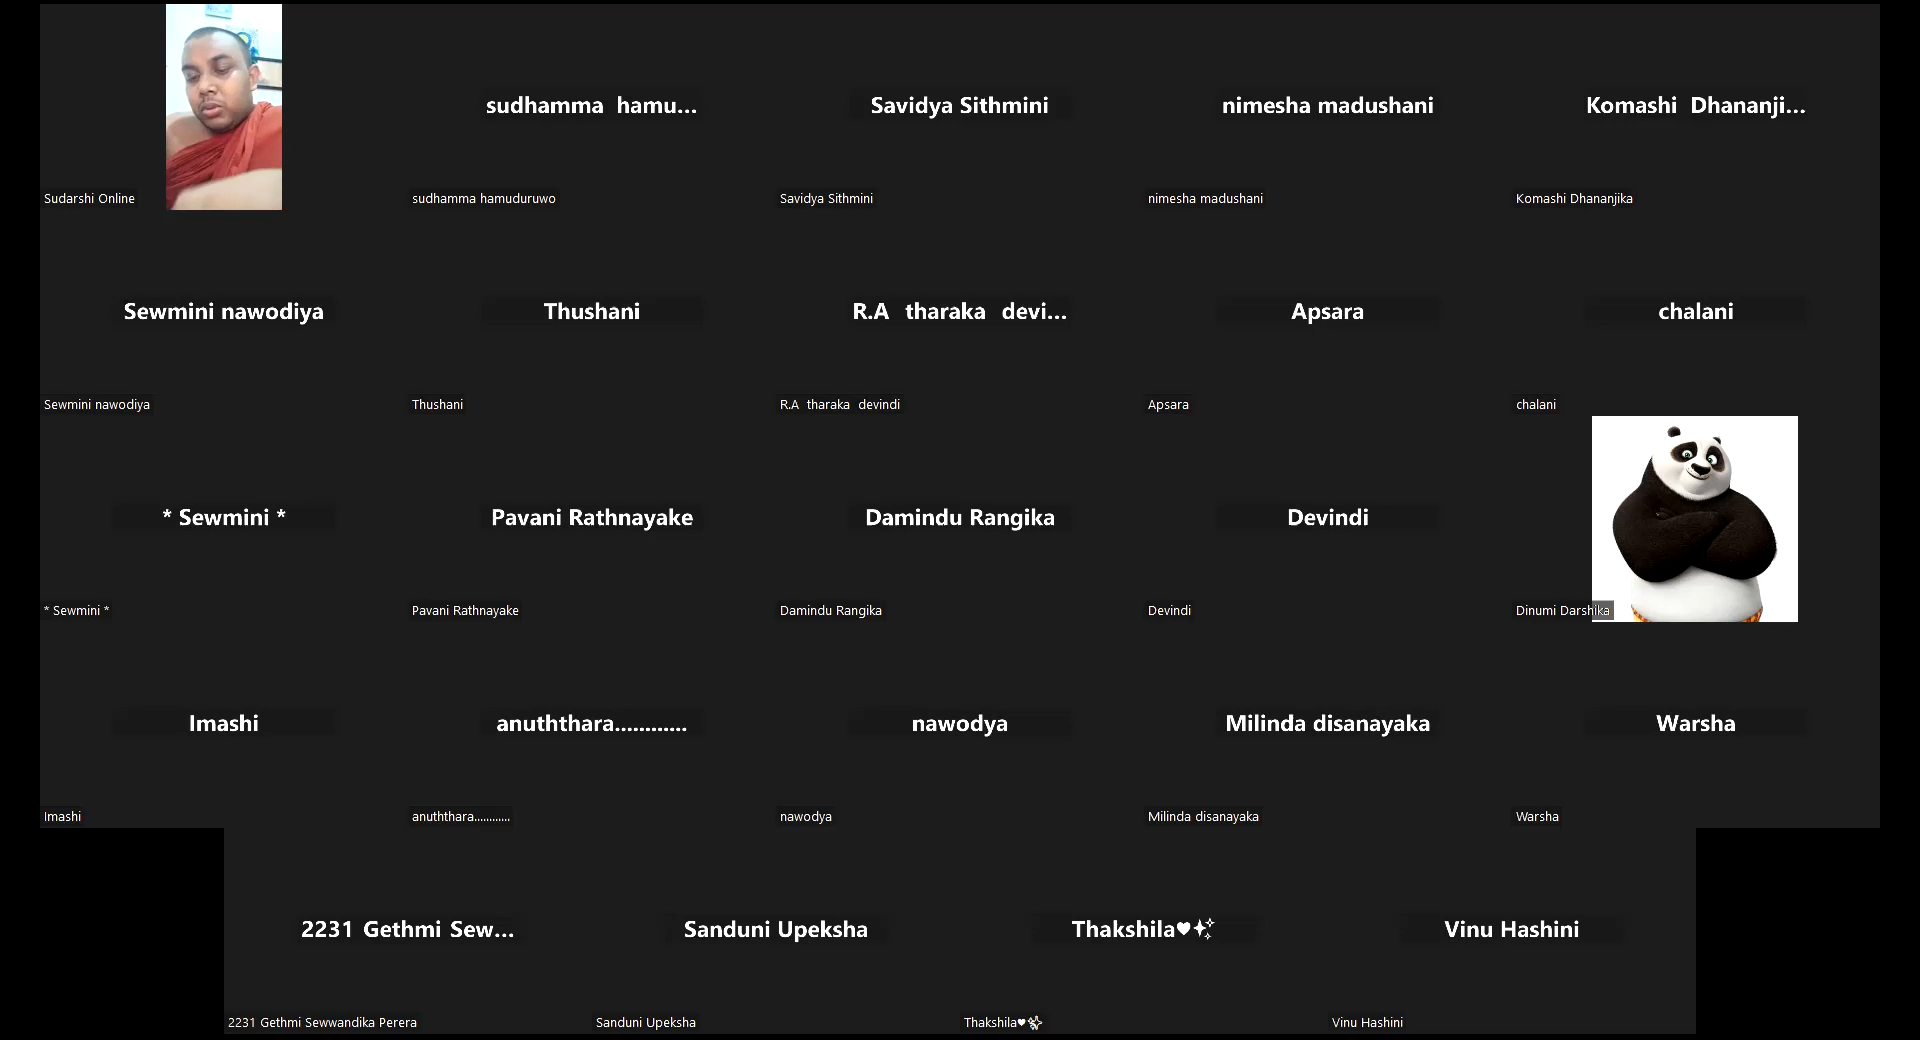 sudhamma hamu...
Savidya Sithmini
nimesha madushani
Komashi Dhananji...
Sudarshi Online
sudhamma hamuduruwo
Savidya Sithmini
nimesha madushani
Komashi Dhananjika
Sewmini nawodiya
Thushani
R.A tharaka devi...
Apsara
chalani
Sewmini nawodiya
Thushani
R.A tharaka devindi
Apsara
chalani
* Sewmini *
Pavani Rathnayake
Damindu Rangika
Devindi
* Sewmini *
Pavani Rathnayake
Damindu Rangika
Devindi
Dinumi Darshika
Imashi
anuththara............
nawodya
Milinda disanayaka
Warsha
Imashi
anuththara............
nawodya
Milinda disanayaka
Warsha
2231 Gethmi Sew...
Sanduni Upeksha
Thakshila♥✨
Vinu Hashini
2231 Gethmi Sewwandika Perera
Sanduni Upeksha
Thakshila♥✨
Vinu Hashini